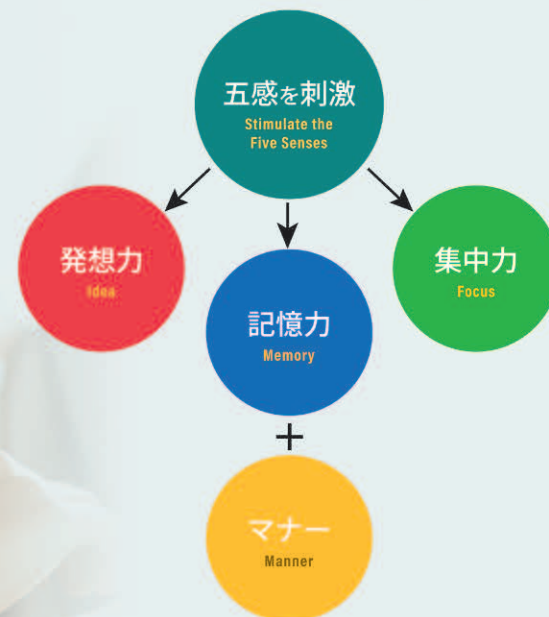 五感を刺激
Stimulate the
Five Senses
発想力
Idea
記憶力
Memory
集中力
Focus
+
マナー
Manner